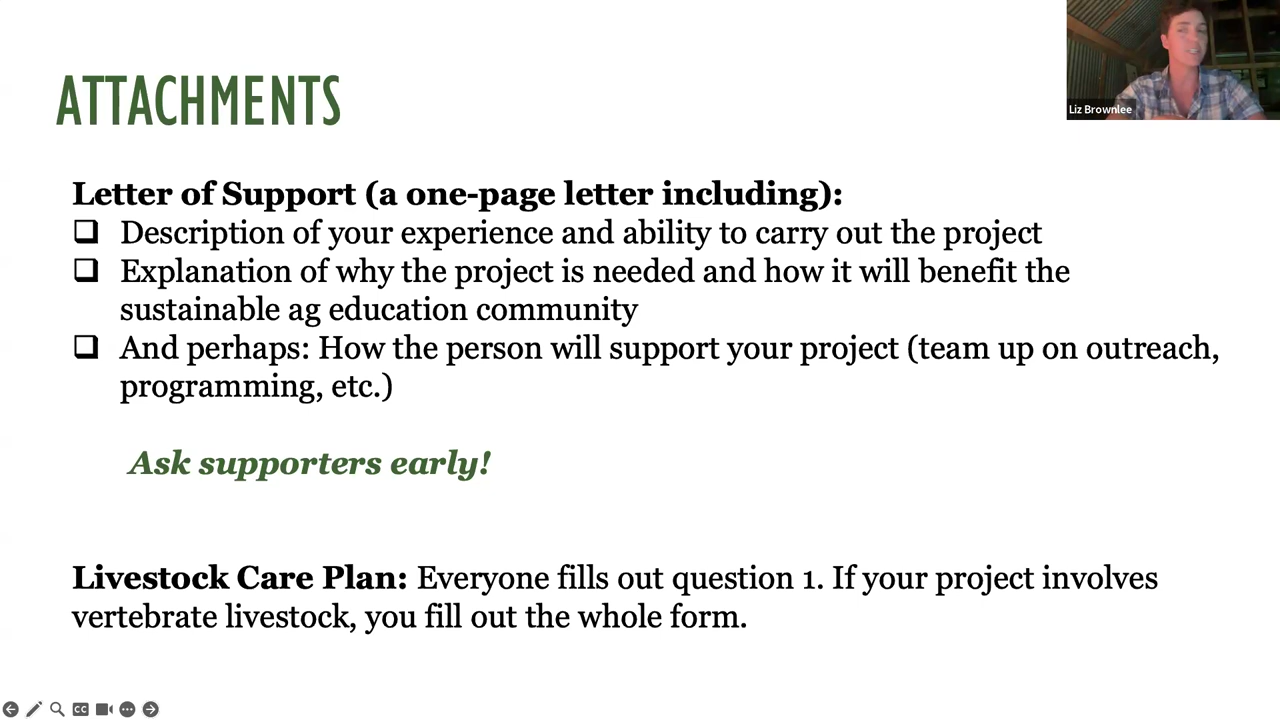 ATTACHMENTS
Liz Brownlee
Letter of Support (a one-page letter including):
Description of your experience and ability to carry out the project
Explanation of why the project is needed and how it will benefit the
sustainable ag education community
And perhaps: How the person will support your project (team up on outreach,
programming, etc.)
Ask supporters early!
Livestock Care Plan: Everyone fills out question 1. If your project involves
vertebrate livestock, you fill out the whole form.
CC